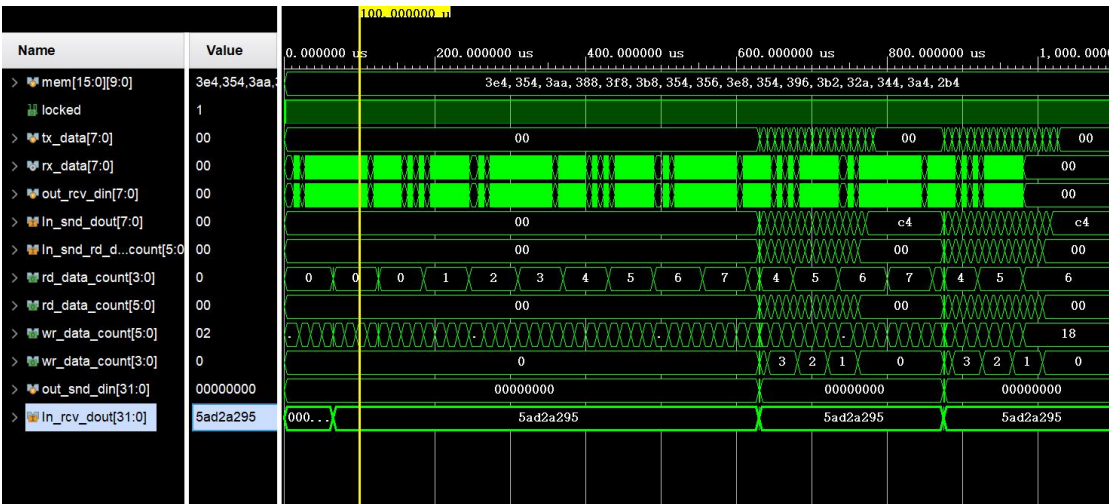 100.000000 u
Name Value 0.000000 us 200.000000 us 400.000000 us 600.000000 us 800.000000 us 1,000.000
mem[15:0][9:0] 3e4,354,3aa,3 3e4, 354, 3aa, 388, 3f8, 3b8, 354, 356, 3e8, 354, 396, 3b2, 32a, 344, 3a4, 2b4
locked 1
tx_data[7:0] 00 00 00 00
rx_data[7:0] 00 00
out_rcv_din[7:0] 00 00
In_snd_dout[7:0] 00 00 c4 c4
In_snd_rd_d...count[5:0 00 00 00 00
rd_data_count[3:0] 0 0 0 0 1 2 3 4 5 6 7 4 5 6 7 4 5 6
rd_data_count[5:0] 00 00 00 00
wr_data_count[5:0] 02 . . . . 18
wr_data_count[3:0] 0 0 3 2 1 0 3 2 1 0
out_snd_din[31:0] 00000000 00000000 00000000 00000000
In_rcv_dout[31:0] 5ad2a295 000... 5ad2a295 5ad2a295 5ad2a295